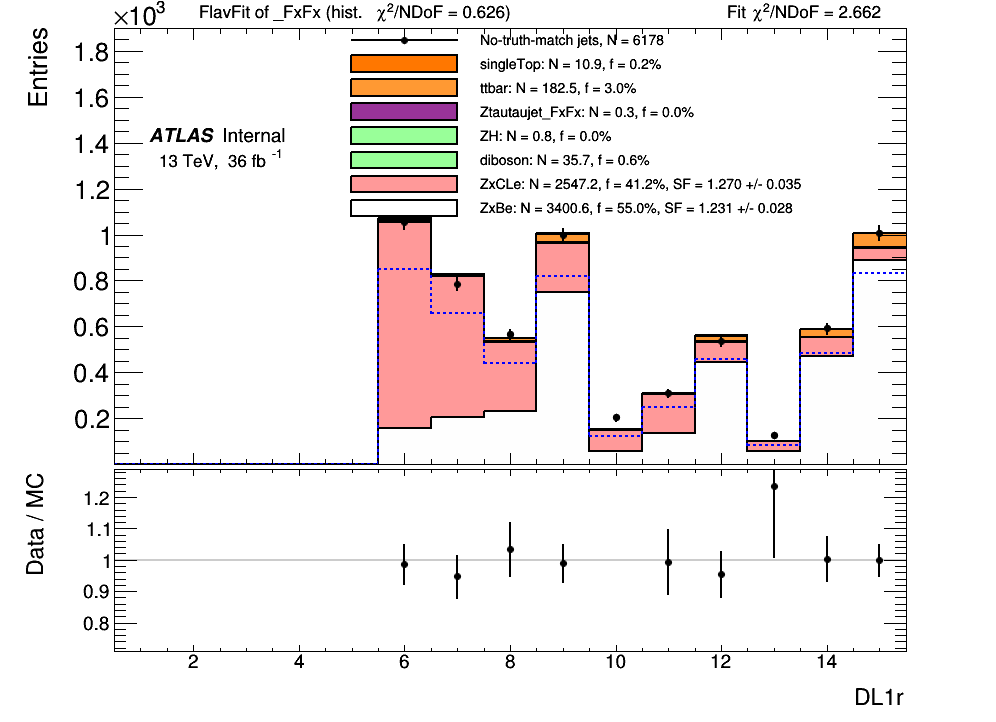 ×10³ FlavFit of _FxFx (hist. χ²/NDoF = 0.626) Fit χ²/NDoF = 2.662
Entries
1.8
1.6
1.4
1.2
1
0.8
0.6
0.4
0.2
ATLAS Internal
13 TeV, 36 fb⁻¹
No-truth-match jets, N = 6178
singleTop: N = 10.9, f = 0.2%
ttbar: N = 182.5, f = 3.0%
Ztautaujet_FxFx: N = 0.3, f = 0.0%
ZH: N = 0.8, f = 0.0%
diboson: N = 35.7, f = 0.6%
ZxCLe: N = 2547.2, f = 41.2%, SF = 1.270 +/- 0.035
ZxBe: N = 3400.6, f = 55.0%, SF = 1.231 +/- 0.028
Data / MC
1.2
1.1
1
0.9
0.8
2 4 6 8 10 12 14
DL1r